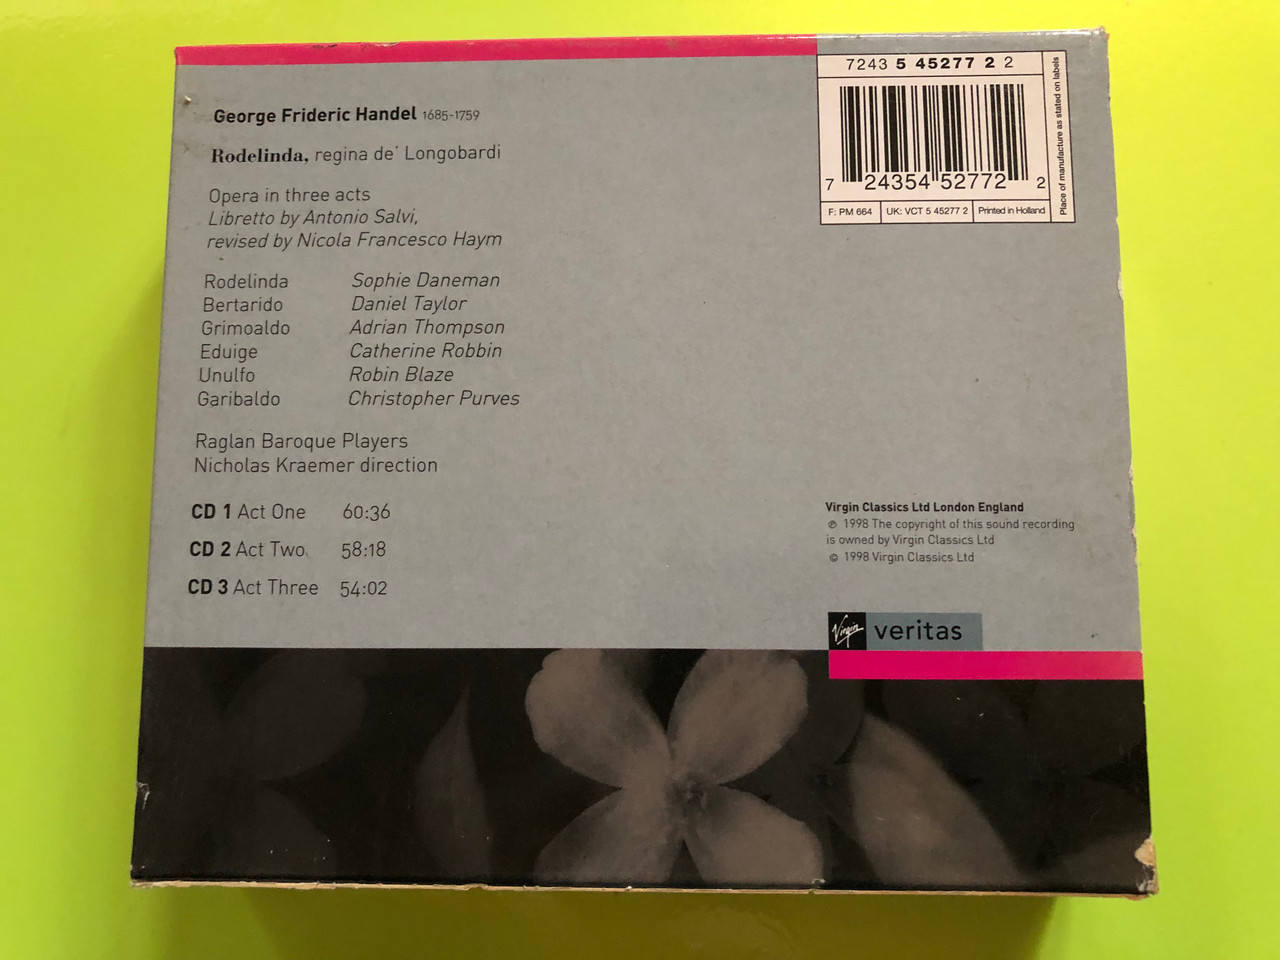 George Frideric Handel 1685-1759
Rodelinda, regina de' Longobardi
Opera in three acts
Libretto by Antonio Salvi,
revised by Nicola Francesco Haym
Rodelinda Sophie Daneman
Bertarido Daniel Taylor
Grimoaldo Adrian Thompson
Eduige Catherine Robbin
Unulfo Robin Blaze
Garibaldo Christopher Purves
Raglan Baroque Players
Nicholas Kraemer direction
CD 1 Act One 60:36
CD 2 Act Two 58:18
CD 3 Act Three 54:02
7243 5 45277 2 2
7 24354 52772 2
F: PM 664 UK: VCT 5 45277 2 Printed in Holland
Place of manufacture as stated on labels
Virgin Classics Ltd London England
℗ 1998 The copyright of this sound recording
is owned by Virgin Classics Ltd
© 1998 Virgin Classics Ltd
Virgin veritas